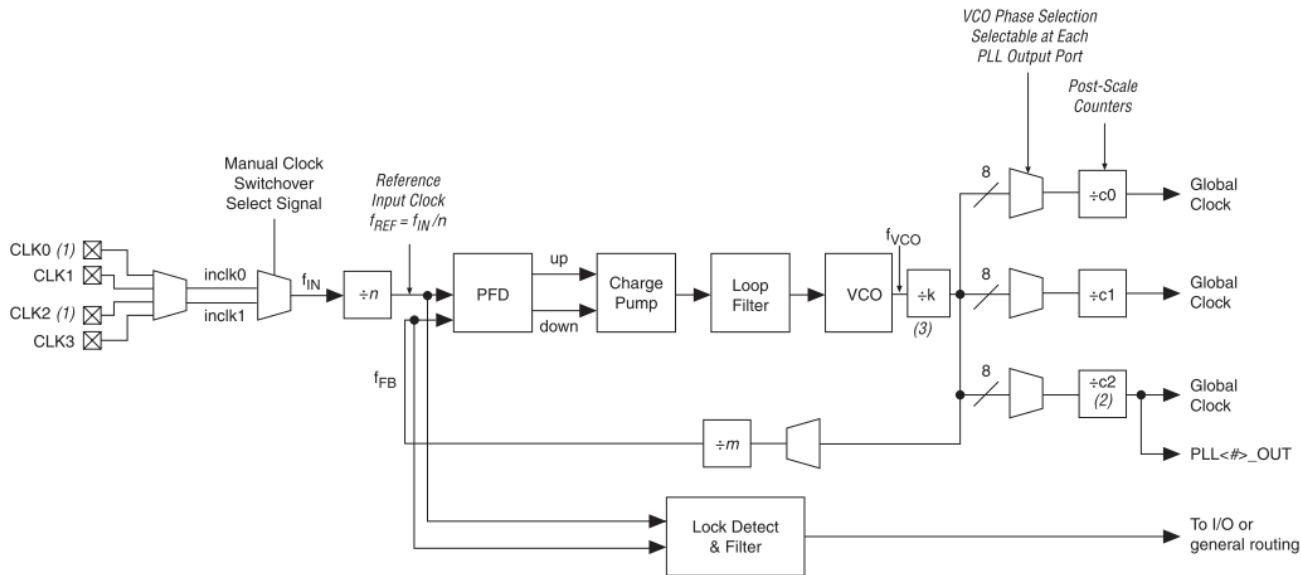 VCO Phase Selection
Selectable at Each
PLL Output Port
Post-Scale
Counters
Manual Clock
Switchover
Select Signal
Reference
Input Clock
fREF = fIN/n
8
÷c0
Global
Clock
CLK0 (1)
CLK1
CLK2 (1)
CLK3
inclk0
inclk1
fIN
÷n
PFD
up
down
Charge
Pump
Loop
Filter
VCO
fVCO
÷k
(3)
8
÷c1
Global
Clock
fFB
8
÷c2
(2)
Global
Clock
PLL<#>_OUT
÷m
Lock Detect
& Filter
To I/O or
general routing